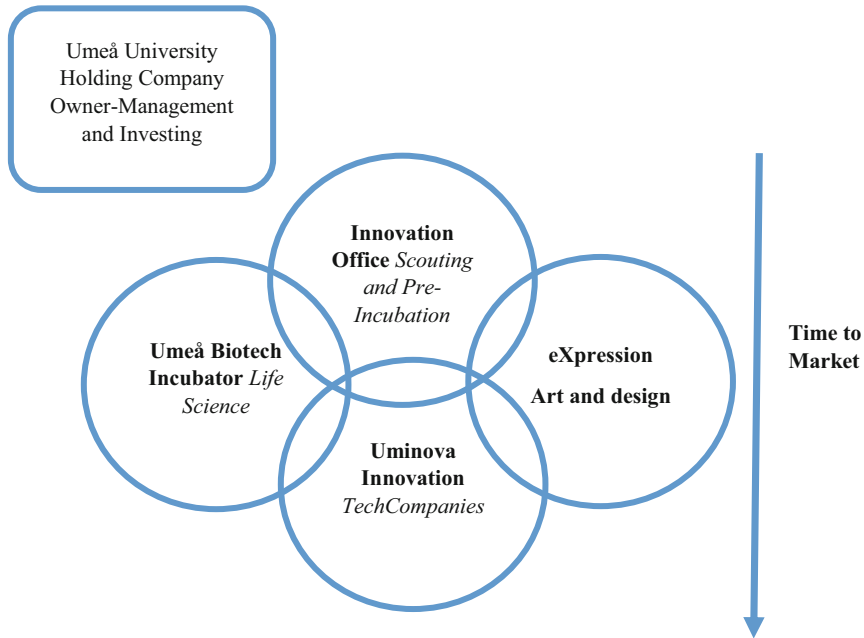 Umeå University
Holding Company
Owner-Management
and Investing
Innovation
Office Scouting
and Pre-
Incubation
Umeå Biotech
Incubator Life
Science
eXpression
Art and design
Uminova
Innovation
TechCompanies
Time to
Market